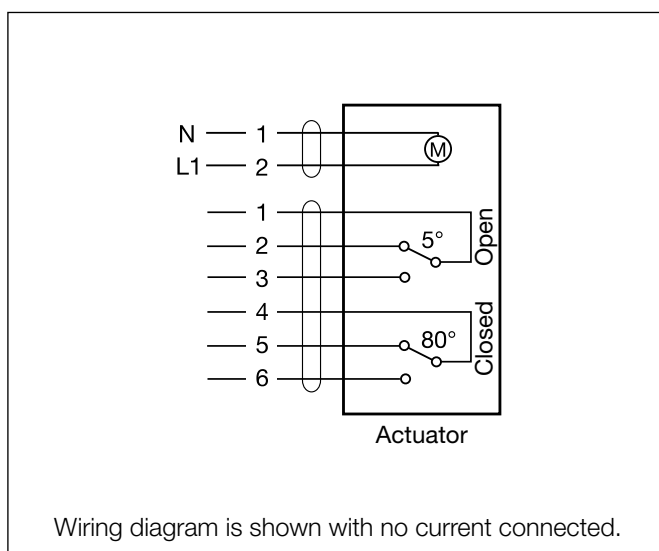 N 1
L1 2
M
1
2
3
5°
Open
4
5
6
80°
Closed
Actuator
Wiring diagram is shown with no current connected.